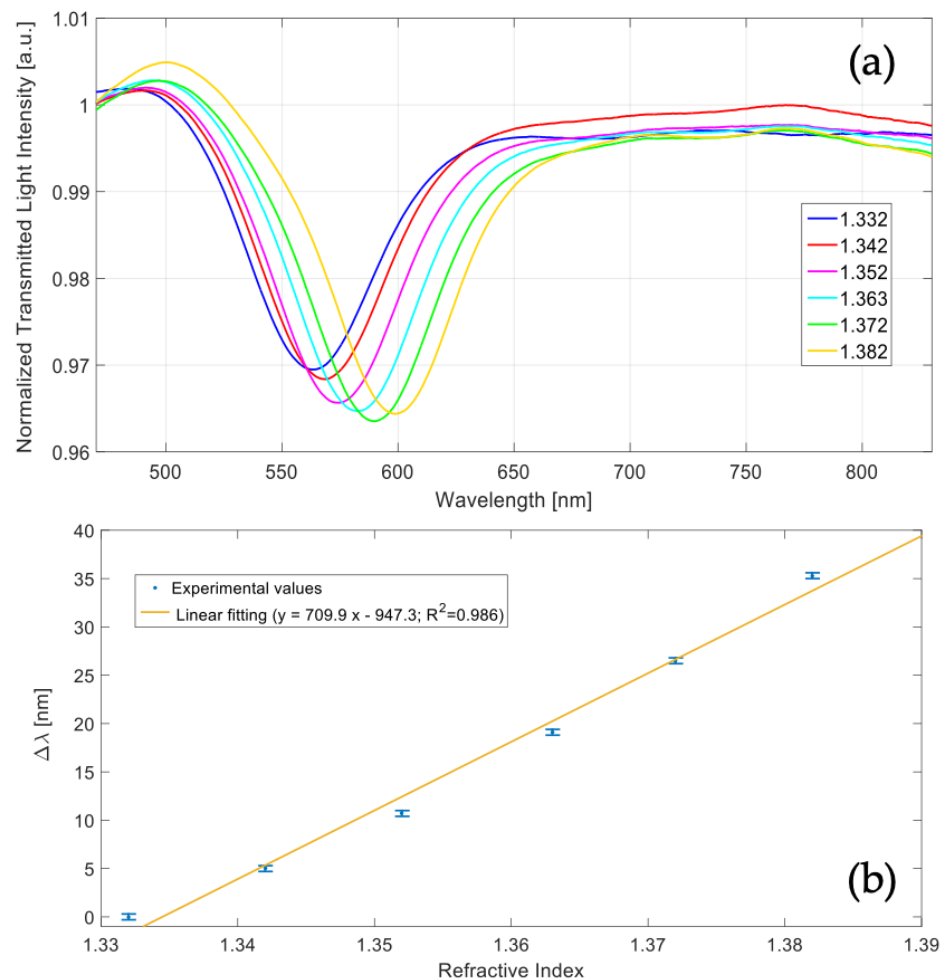 1.01
(a)
1
0.99
0.98
0.97
0.96
Normalized Transmitted Light Intensity [a.u.]
1.332
1.342
1.352
1.363
1.372
1.382
500 550 600 650 700 750 800
Wavelength [nm]
40
35
30
25
20
15
10
5
0
Δλ [nm]
Experimental values
Linear fitting (y = 709.9 x - 947.3; R²=0.986)
(b)
1.33 1.34 1.35 1.36 1.37 1.38 1.39
Refractive Index